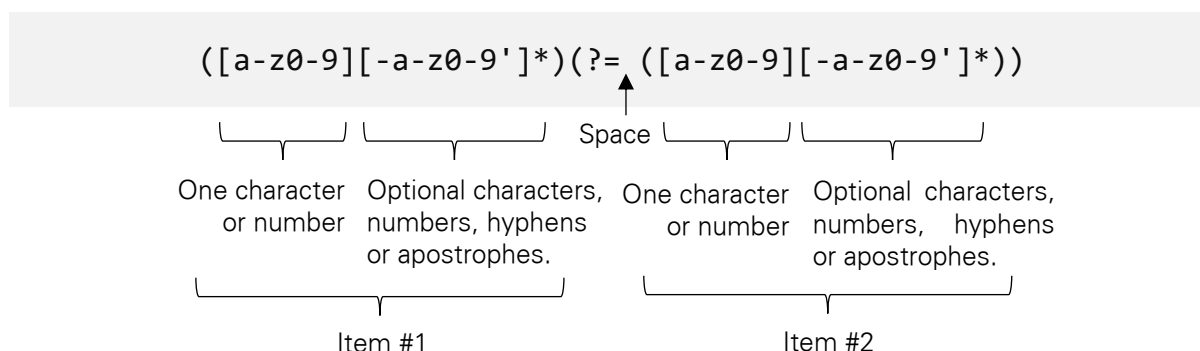 ([a-z0-9][-a-z0-9']*)(?= ([a-z0-9][-a-z0-9']*))
Space
One character
or number
Optional characters,
numbers, hyphens
or apostrophes.
One character
or number
Optional characters,
numbers, hyphens
or apostrophes.
Item #1
Item #2